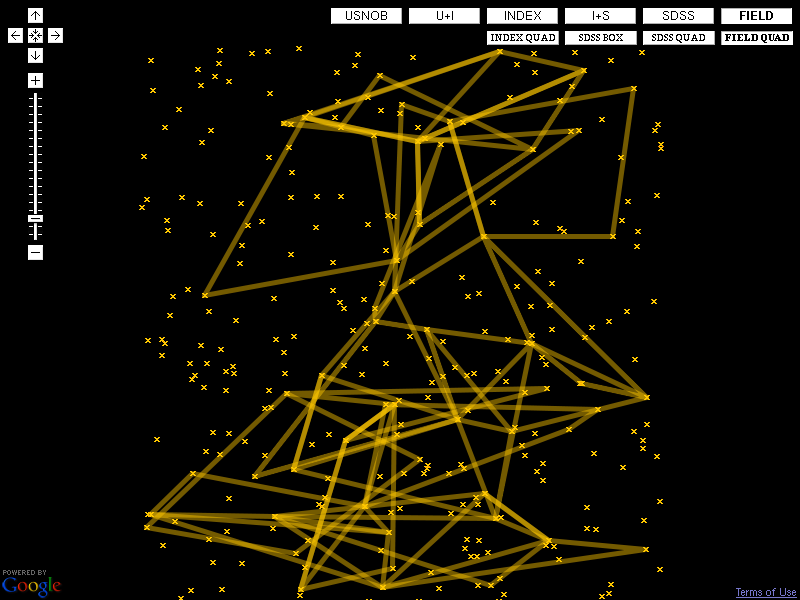 USNOB U+I INDEX I+S SDSS FIELD
INDEX QUAD SDSS BOX SDSS QUAD FIELD QUAD
POWERED BY
Google
Terms of Use